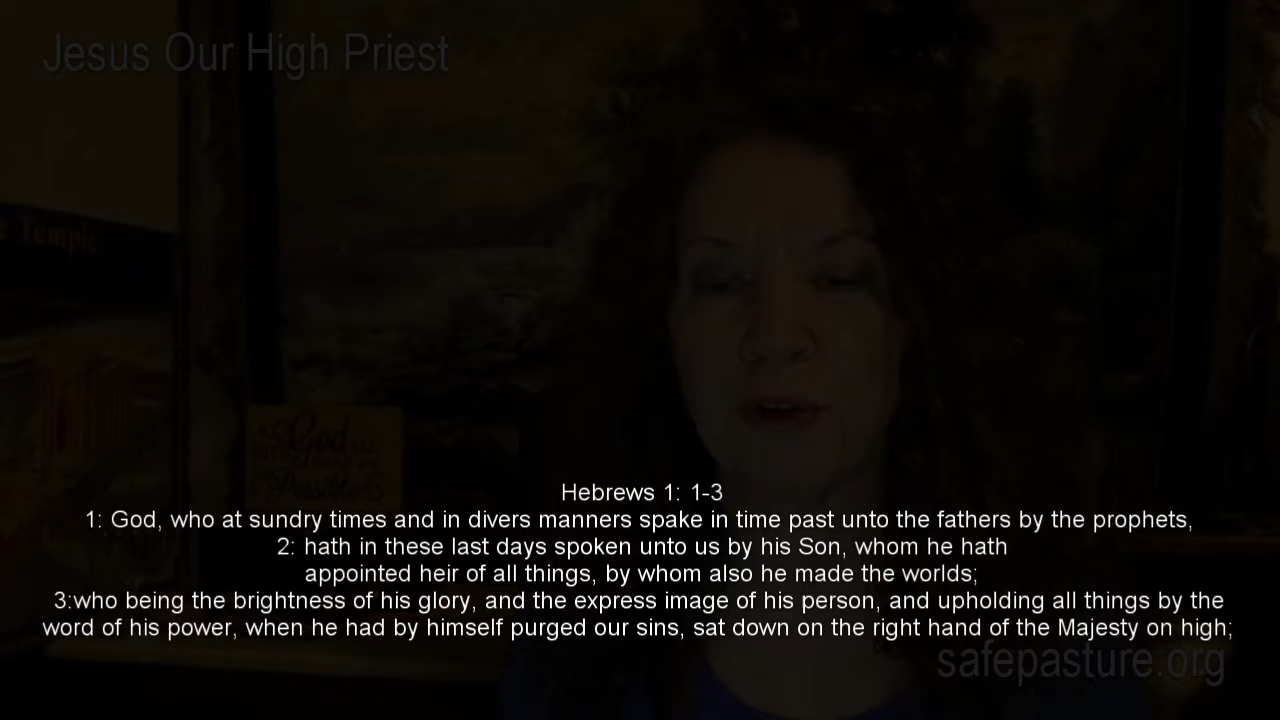 Jesus Our High Priest
Temple
God
Possible
Hebrews 1: 1-3
1: God, who at sundry times and in divers manners spake in time past unto the fathers by the prophets,
2: hath in these last days spoken unto us by his Son, whom he hath
appointed heir of all things, by whom also he made the worlds;
3:who being the brightness of his glory, and the express image of his person, and upholding all things by the
word of his power, when he had by himself purged our sins, sat down on the right hand of the Majesty on high;
safepasture.org